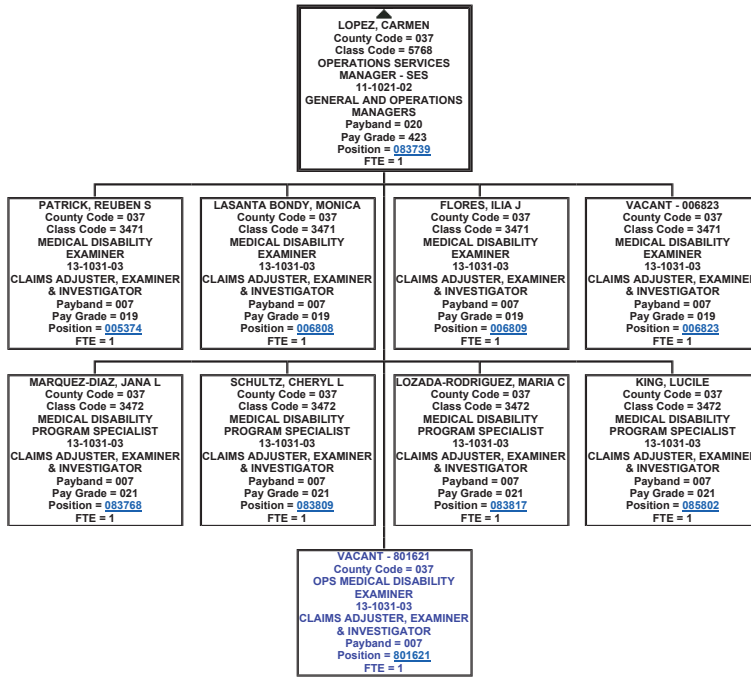 LOPEZ, CARMEN
County Code = 037
Class Code = 5768
OPERATIONS SERVICES
MANAGER - SES
11-1021-02
GENERAL AND OPERATIONS
MANAGERS
Payband = 020
Pay Grade = 423
Position = 083739
FTE = 1
PATRICK, REUBEN S
County Code = 037
Class Code = 3471
MEDICAL DISABILITY
EXAMINER
13-1031-03
CLAIMS ADJUSTER, EXAMINER
& INVESTIGATOR
Payband = 007
Pay Grade = 019
Position = 005374
FTE = 1
LASANTA BONDY, MONICA
County Code = 037
Class Code = 3471
MEDICAL DISABILITY
EXAMINER
13-1031-03
CLAIMS ADJUSTER, EXAMINER
& INVESTIGATOR
Payband = 007
Pay Grade = 019
Position = 006808
FTE = 1
FLORES, ILIA J
County Code = 037
Class Code = 3471
MEDICAL DISABILITY
EXAMINER
13-1031-03
CLAIMS ADJUSTER, EXAMINER
& INVESTIGATOR
Payband = 007
Pay Grade = 019
Position = 006809
FTE = 1
VACANT - 006823
County Code = 037
Class Code = 3471
MEDICAL DISABILITY
EXAMINER
13-1031-03
CLAIMS ADJUSTER, EXAMINER
& INVESTIGATOR
Payband = 007
Pay Grade = 019
Position = 006823
FTE = 1
MARQUEZ-DIAZ, JANA L
County Code = 037
Class Code = 3472
MEDICAL DISABILITY
PROGRAM SPECIALIST
13-1031-03
CLAIMS ADJUSTER, EXAMINER
& INVESTIGATOR
Payband = 007
Pay Grade = 021
Position = 083768
FTE = 1
SCHULTZ, CHERYL L
County Code = 037
Class Code = 3472
MEDICAL DISABILITY
PROGRAM SPECIALIST
13-1031-03
CLAIMS ADJUSTER, EXAMINER
& INVESTIGATOR
Payband = 007
Pay Grade = 021
Position = 083809
FTE = 1
LOZADA-RODRIGUEZ, MARIA C
County Code = 037
Class Code = 3472
MEDICAL DISABILITY
PROGRAM SPECIALIST
13-1031-03
CLAIMS ADJUSTER, EXAMINER
& INVESTIGATOR
Payband = 007
Pay Grade = 021
Position = 083817
FTE = 1
KING, LUCILE
County Code = 037
Class Code = 3472
MEDICAL DISABILITY
PROGRAM SPECIALIST
13-1031-03
CLAIMS ADJUSTER, EXAMINER
& INVESTIGATOR
Payband = 007
Pay Grade = 021
Position = 085802
FTE = 1
VACANT - 801621
County Code = 037
OPS MEDICAL DISABILITY
EXAMINER
13-1031-03
CLAIMS ADJUSTER, EXAMINER
& INVESTIGATOR
Payband = 007
Position = 801621
FTE = 1